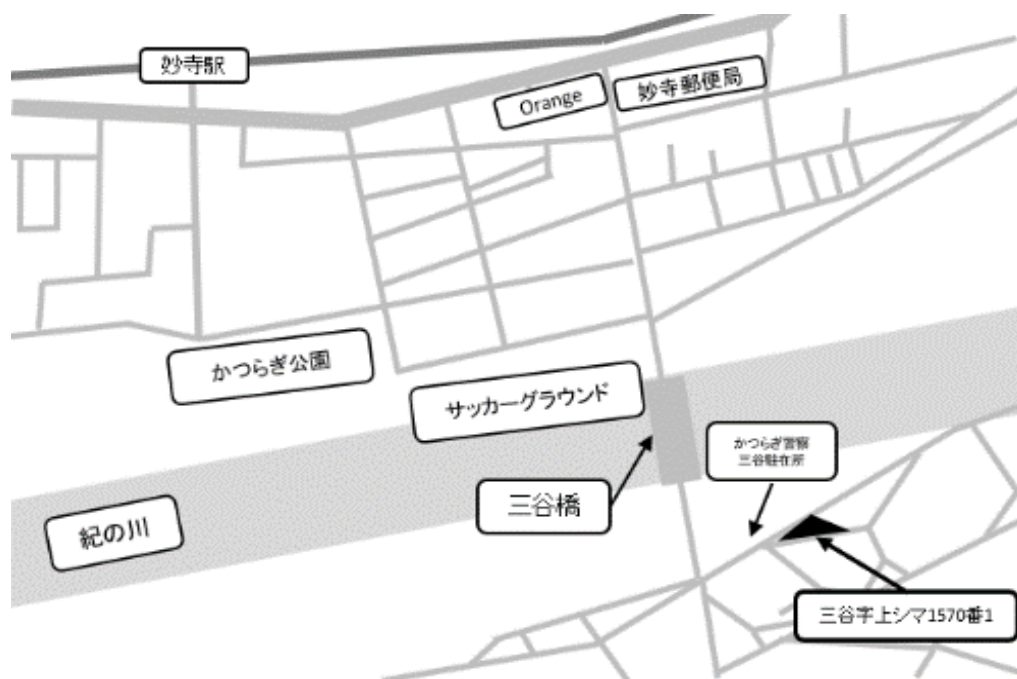 妙寺駅
Orange
妙寺郵便局
かつらぎ公園
サッカーグラウンド
かつらぎ警察
三谷駐在所
三谷橋
紀の川
三谷字上シマ1570番1